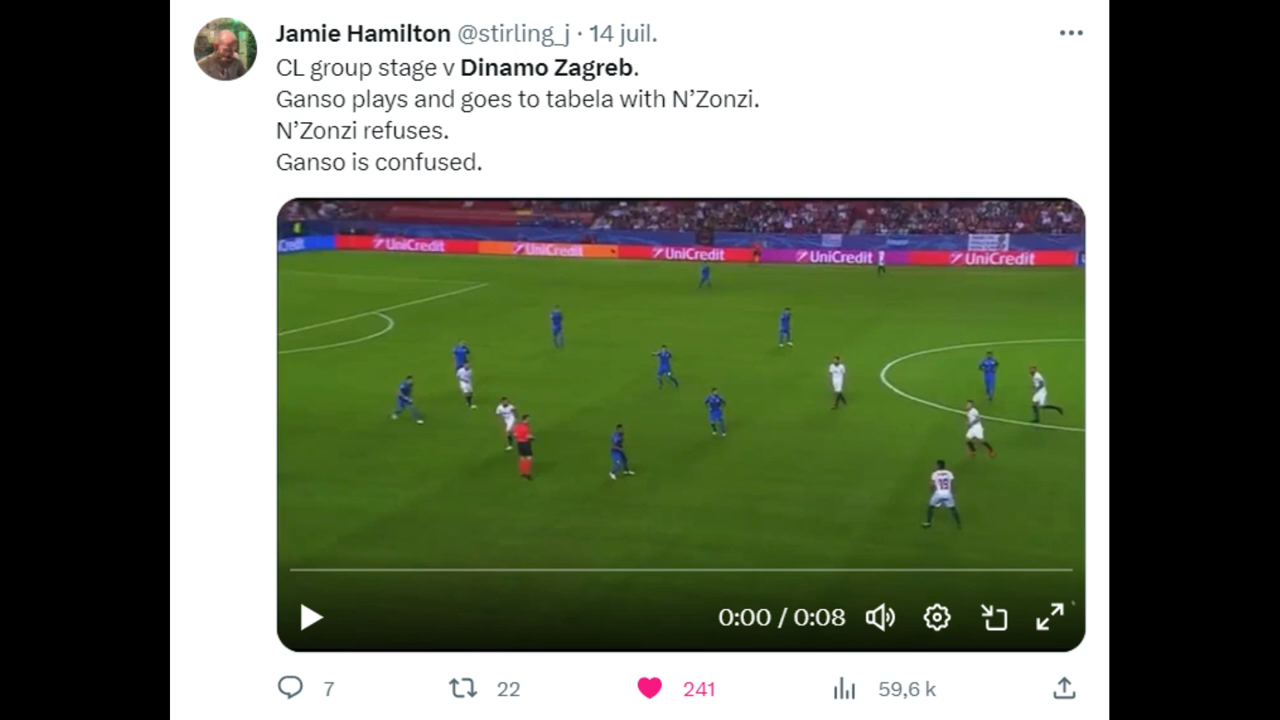 Jamie Hamilton @stirling_j · 14 juil.
CL group stage v Dinamo Zagreb.
Ganso plays and goes to tabela with N’Zonzi.
N’Zonzi refuses.
Ganso is confused.
UniCredit UniCredit UniCredit UniCredit UniCredit
19
0:00 / 0:08
7 22 241 59,6 k